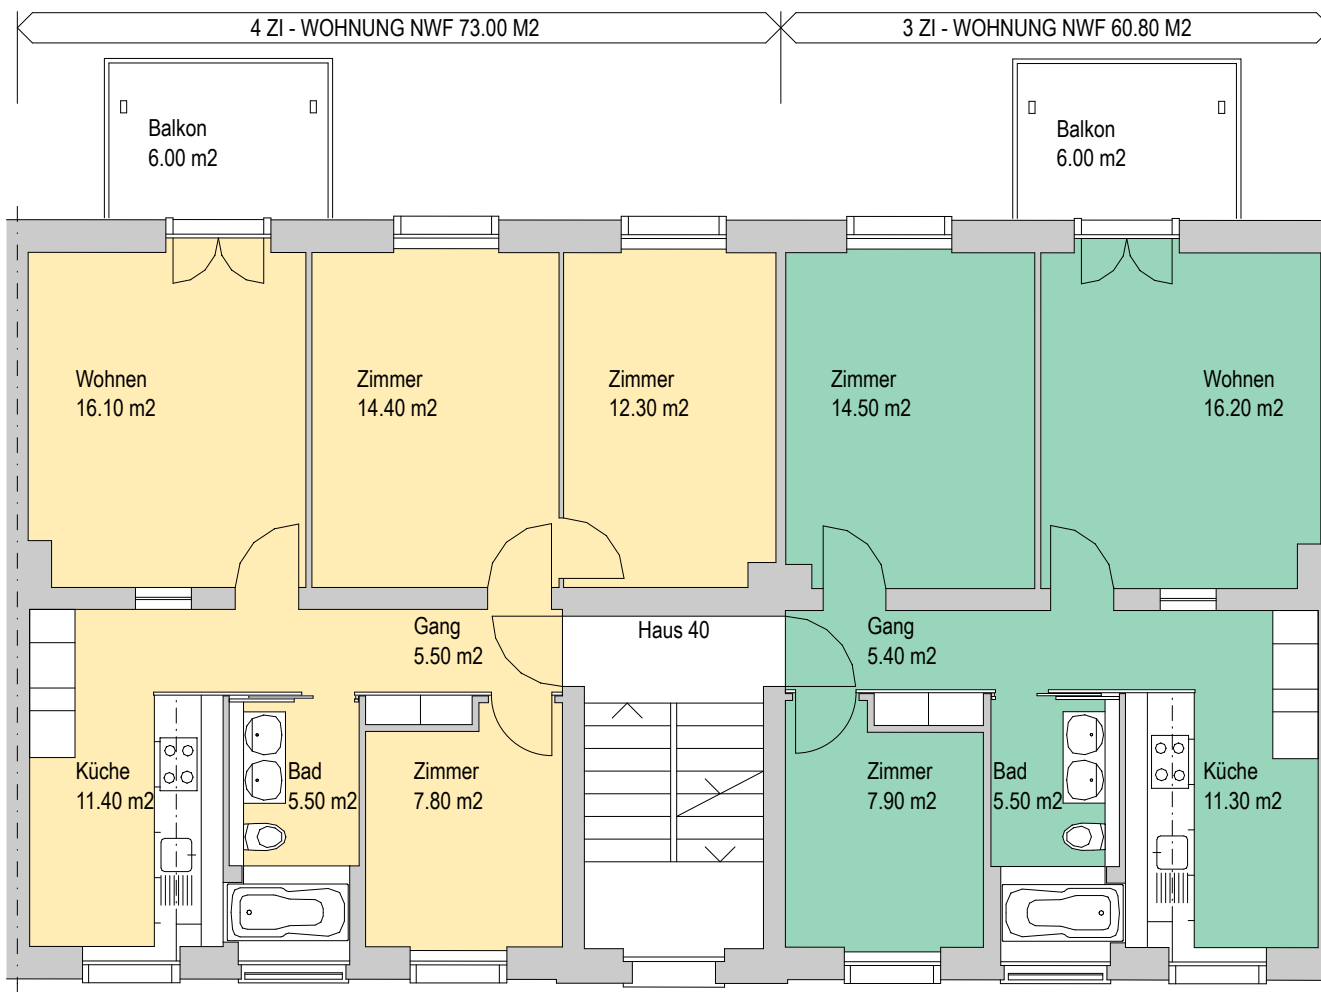 4 ZI - WOHNUNG NWF 73.00 M2
3 ZI - WOHNUNG NWF 60.80 M2
Balkon
6.00 m2
Balkon
6.00 m2
Wohnen
16.10 m2
Zimmer
14.40 m2
Zimmer
12.30 m2
Zimmer
14.50 m2
Wohnen
16.20 m2
Gang
5.50 m2
Haus 40
Gang
5.40 m2
Küche
11.40 m2
Bad
5.50 m2
Zimmer
7.80 m2
Zimmer
7.90 m2
Bad
5.50 m2
Küche
11.30 m2